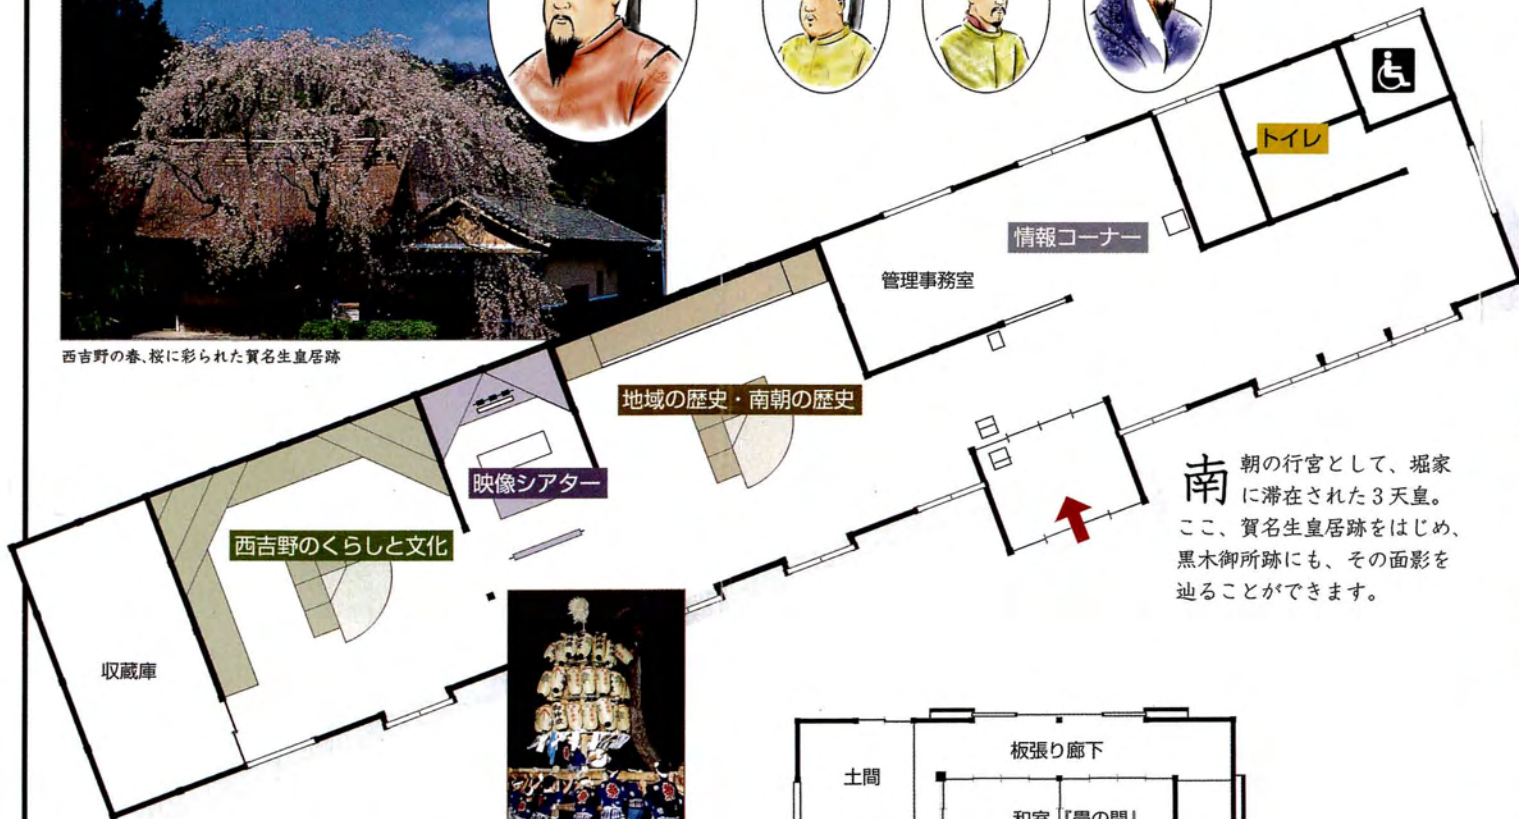 トイレ
情報コーナー
管理事務室
西吉野の春、桜に彩られた賀名生皇居跡
地域の歴史・南朝の歴史
映像シアター
西吉野のくらしと文化
収蔵庫
南朝の行宮として、堀家
に滞在された3天皇。
ここ、賀名生皇居跡をはじめ、
黒木御所跡にも、その面影を
辿ることができます。
板張り廊下
土間
和室『畳の間』